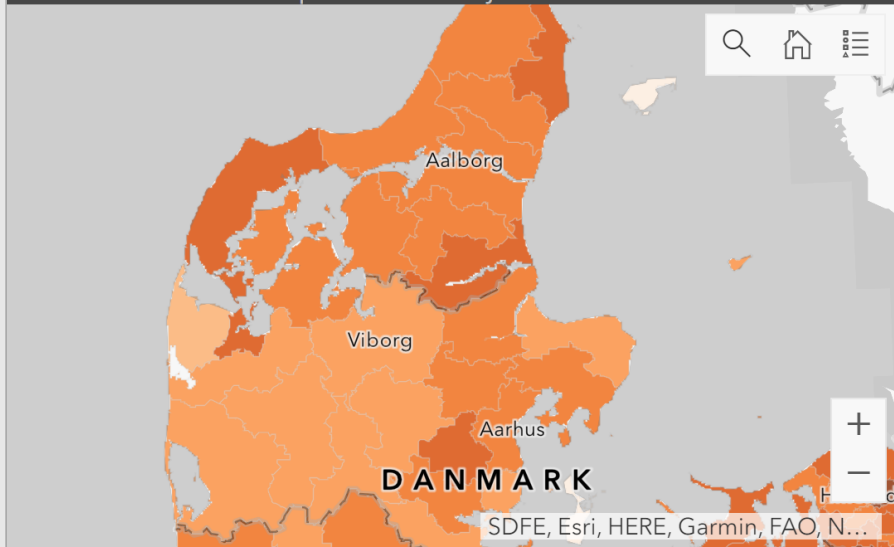 Aalborg
Viborg
Aarhus
DANMARK
SDFE, Esri, HERE, Garmin, FAO, N...